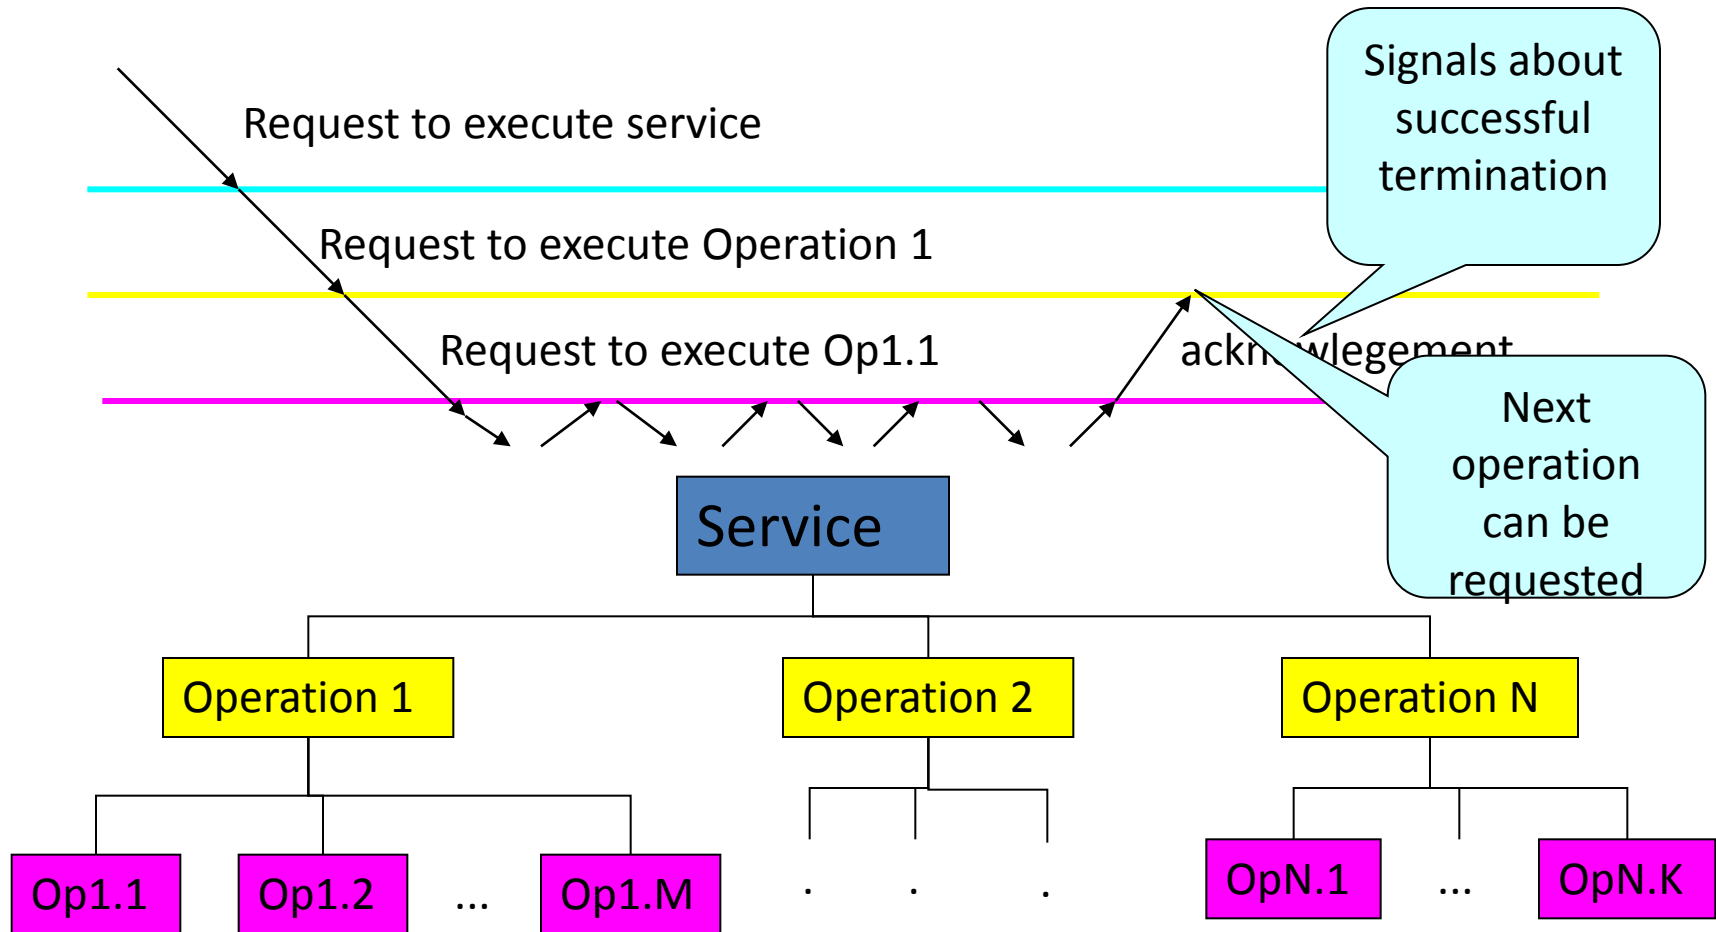 Signals about
successful
termination
Request to execute service
Request to execute Operation 1
Request to execute Op1.1
acknowlegement
Next
operation
can be
requested
Service
Operation 1
Operation 2
Operation N
Op1.1
Op1.2
...
Op1.M
.
.
.
OpN.1
...
OpN.K